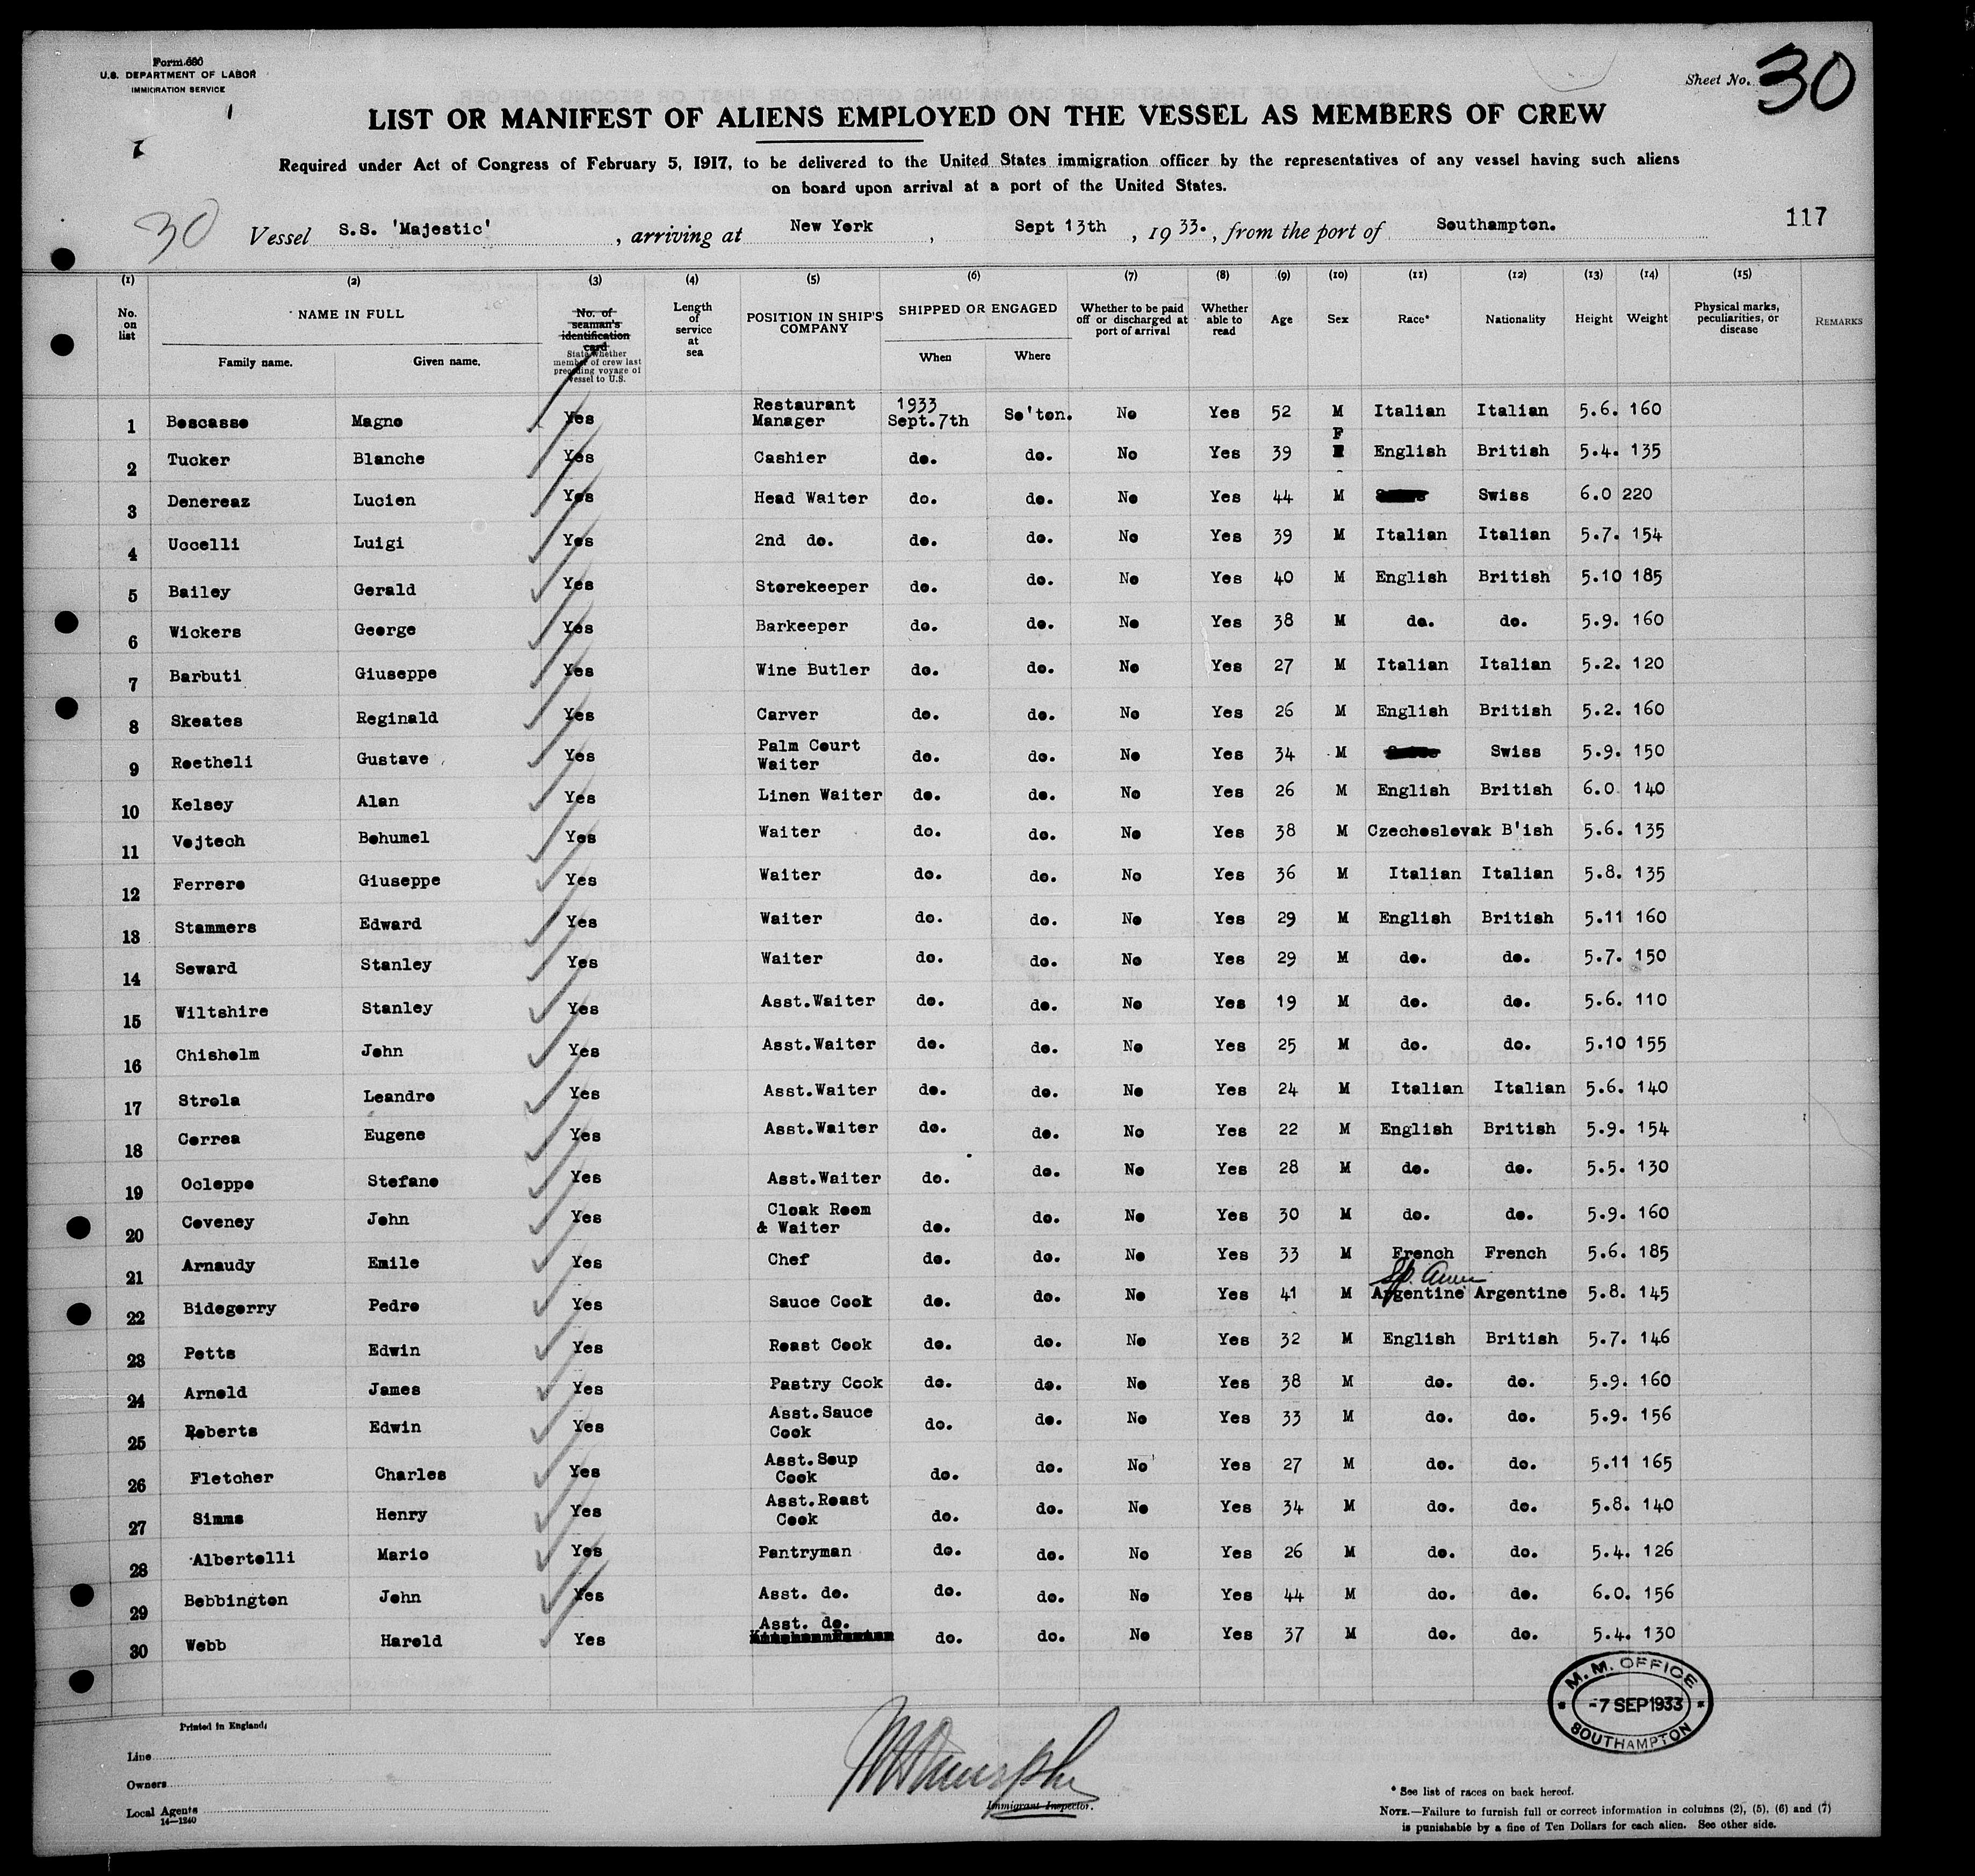 Form 680
U.S. DEPARTMENT OF LABOR
IMMIGRATION SERVICE
Sheet No. 30
LIST OR MANIFEST OF ALIENS EMPLOYED ON THE VESSEL AS MEMBERS OF CREW
Required under Act of Congress of February 5, 1917, to be delivered to the United States immigration officer by the representatives of any vessel having such aliens
on board upon arrival at a port of the United States.
30 Vessel S.S. 'Majestic' , arriving at New York , Sept 13th , 1933. , from the port of Southampton. 117
(1) (2) (3) (4) (5) (6) (7) (8) (9) (10) (11) (12) (13) (14) (15)
No. on list NAME IN FULL Family name. Given name. No. of seaman's identification card State whether member of crew last preceding voyage of vessel to U.S. Length of service at sea POSITION IN SHIP'S COMPANY SHIPPED OR ENGAGED When Where Whether to be paid off or discharged at port of arrival Whether able to read Age Sex Race* Nationality Height Weight Physical marks, peculiarities, or disease REMARKS
1 Boscasso Magno Yes Restaurant Manager 1933 Sept.7th So'ton. No Yes 52 M Italian Italian 5.6. 160
2 Tucker Blanche Yes Cashier do. do. No Yes 39 F English British 5.4. 135
3 Denereaz Lucien Yes Head Waiter do. do. No Yes 44 M Swiss 6.0 220
4 Uccelli Luigi Yes 2nd do. do. do. No Yes 39 M Italian Italian 5.7. 154
5 Bailey Gerald Yes Storekeeper do. do. No Yes 40 M English British 5.10 185
6 Wickers George Yes Barkeeper do. do. No Yes 38 M do. do. 5.9. 160
7 Barbuti Giuseppe Yes Wine Butler do. do. No Yes 27 M Italian Italian 5.2. 120
8 Skeates Reginald Yes Carver do. do. No Yes 26 M English British 5.2. 160
9 Roetheli Gustave Yes Palm Court Waiter do. do. No Yes 34 M Swiss 5.9. 150
10 Kelsey Alan Yes Linen Waiter do. do. No Yes 26 M English British 6.0 140
11 Vojtech Bohumel Yes Waiter do. do. No Yes 38 M Czechoslovak B'ish 5.6. 135
12 Ferrero Giuseppe Yes Waiter do. do. No Yes 36 M Italian Italian 5.8. 135
13 Stammers Edward Yes Waiter do. do. No Yes 29 M English British 5.11 160
14 Seward Stanley Yes Waiter do. do. No Yes 29 M do. do. 5.7. 150
15 Wiltshire Stanley Yes Asst.Waiter do. do. No Yes 19 M do. do. 5.6. 110
16 Chisholm John Yes Asst.Waiter do. do. No Yes 25 M do. do. 5.10 155
17 Strola Leandro Yes Asst.Waiter do. do. No Yes 24 M Italian Italian 5.6. 140
18 Correa Eugene Yes Asst.Waiter do. do. No Yes 22 M English British 5.9. 154
19 Ocleppo Stefano Yes Asst.Waiter do. do. No Yes 28 M do. do. 5.5. 130
20 Coveney John Yes Cloak Room & Waiter do. do. No Yes 30 M do. do. 5.9. 160
21 Arnaudy Emile Yes Chef do. do. No Yes 33 M French French 5.6. 185
22 Bidegorry Pedro Yes Sauce Cook do. do. No Yes 41 M Sp. Amer Argentine Argentine 5.8. 145
23 Potts Edwin Yes Roast Cook do. do. No Yes 32 M English British 5.7. 146
24 Arnold James Yes Pastry Cook do. do. No Yes 38 M do. do. 5.9. 160
25 Roberts Edwin Yes Asst.Sauce Cook do. do. No Yes 33 M do. do. 5.9. 156
26 Fletcher Charles Yes Asst.Soup Cook do. do. No Yes 27 M do. do. 5.11 165
27 Simms Henry Yes Asst.Roast Cook do. do. No Yes 34 M do. do. 5.8. 140
28 Albertolli Mario Yes Pantryman do. do. No Yes 26 M do. do. 5.4. 126
29 Bebbington John Yes Asst. do. do. do. No Yes 44 M do. do. 6.0. 156
30 Webb Harold Yes Asst. do. do. do. No Yes 37 M do. do. 5.4. 130
M. M. OFFICE
-7 SEP 1933
SOUTHAMPTON
Printed in England.
Line
Owners
Local Agents
14—1240
Immigrant Inspector.
* See list of races on back hereof.
NOTE.—Failure to furnish full or correct information in columns (2), (5), (6) and (7)
is punishable by a fine of Ten Dollars for each alien. See other side.